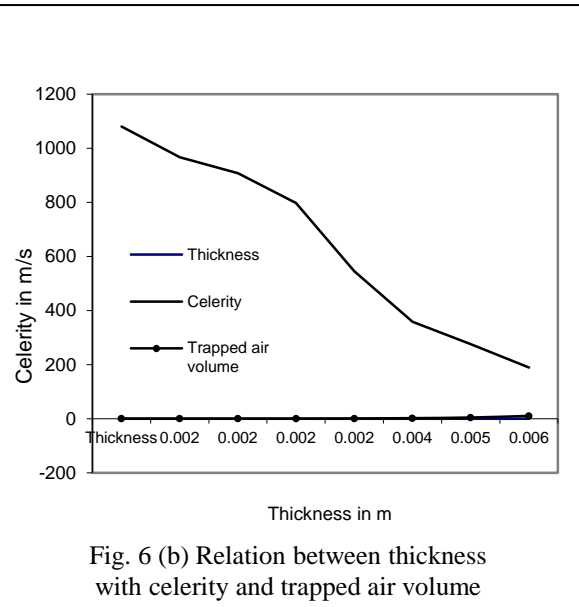 1200
1000
800
600
400
200
0
-200
Celerity in m/s
Thickness
Celerity
Trapped air
volume
Thickness 0.002 0.002 0.002 0.002 0.004 0.005 0.006
Thickness in m
Fig. 6 (b) Relation between thickness
with celerity and trapped air volume